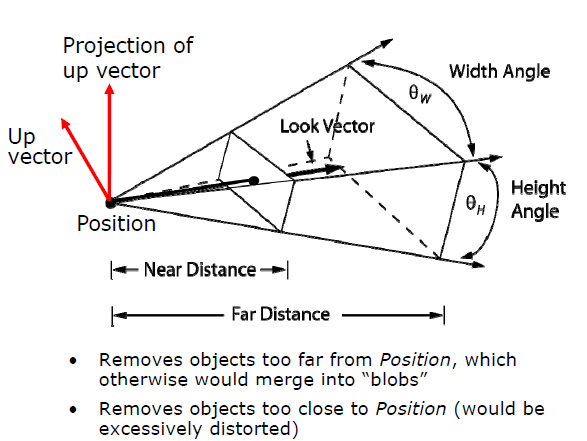 Projection of
up vector
Width Angle
θW
Look Vector
Up
vector
Height
Angle
θH
Position
Near Distance
Far Distance
• Removes objects too far from Position, which
otherwise would merge into “blobs”
• Removes objects too close to Position (would be
excessively distorted)